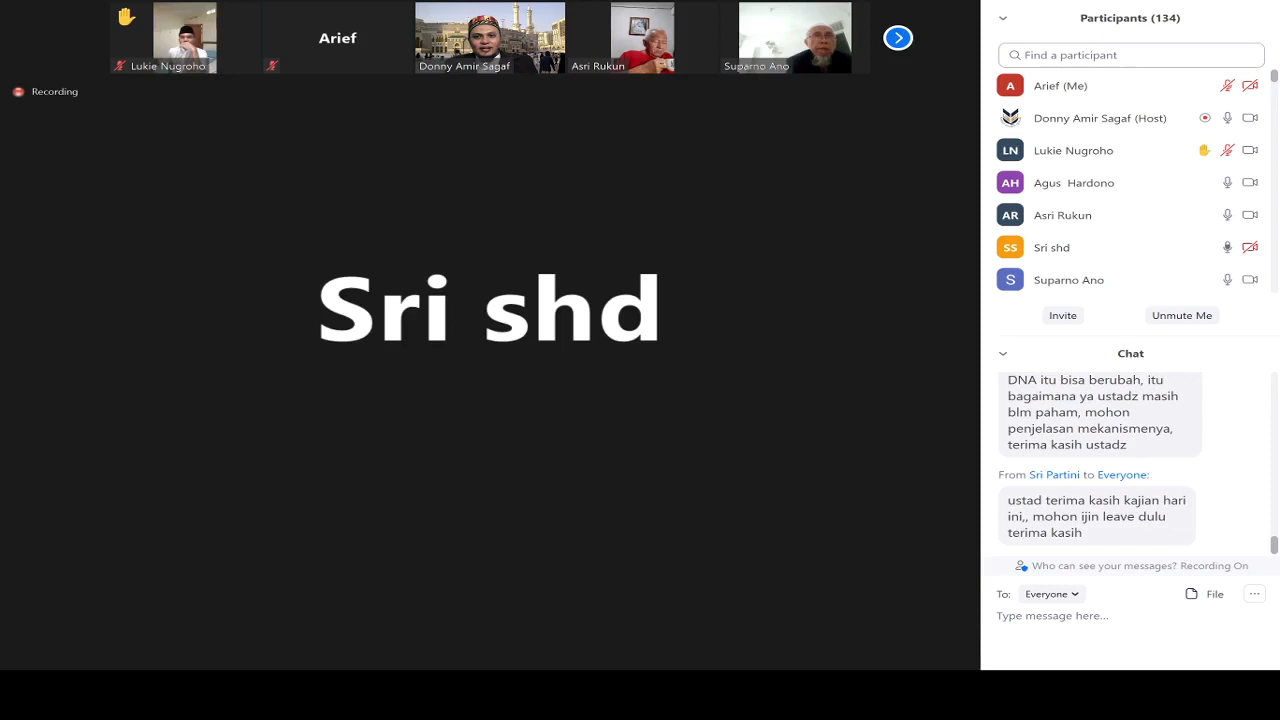 Lukie Nugroho
Arief
Donny Amir Sagaf
Asri Rukun
Suparno Ano
Recording
Sri shd
Participants (134)
Find a participant
A Arief (Me)
Donny Amir Sagaf (Host)
LN Lukie Nugroho
AH Agus Hardono
AR Asri Rukun
SS Sri shd
S Suparno Ano
Invite Unmute Me
Chat
DNA itu bisa berubah, itu
bagaimana ya ustadz masih
blm paham, mohon
penjelasan mekanismenya,
terima kasih ustadz
From Sri Partini to Everyone:
ustad terima kasih kajian hari
ini,, mohon ijin leave dulu
terima kasih
Who can see your messages? Recording On
To: Everyone File
Type message here...